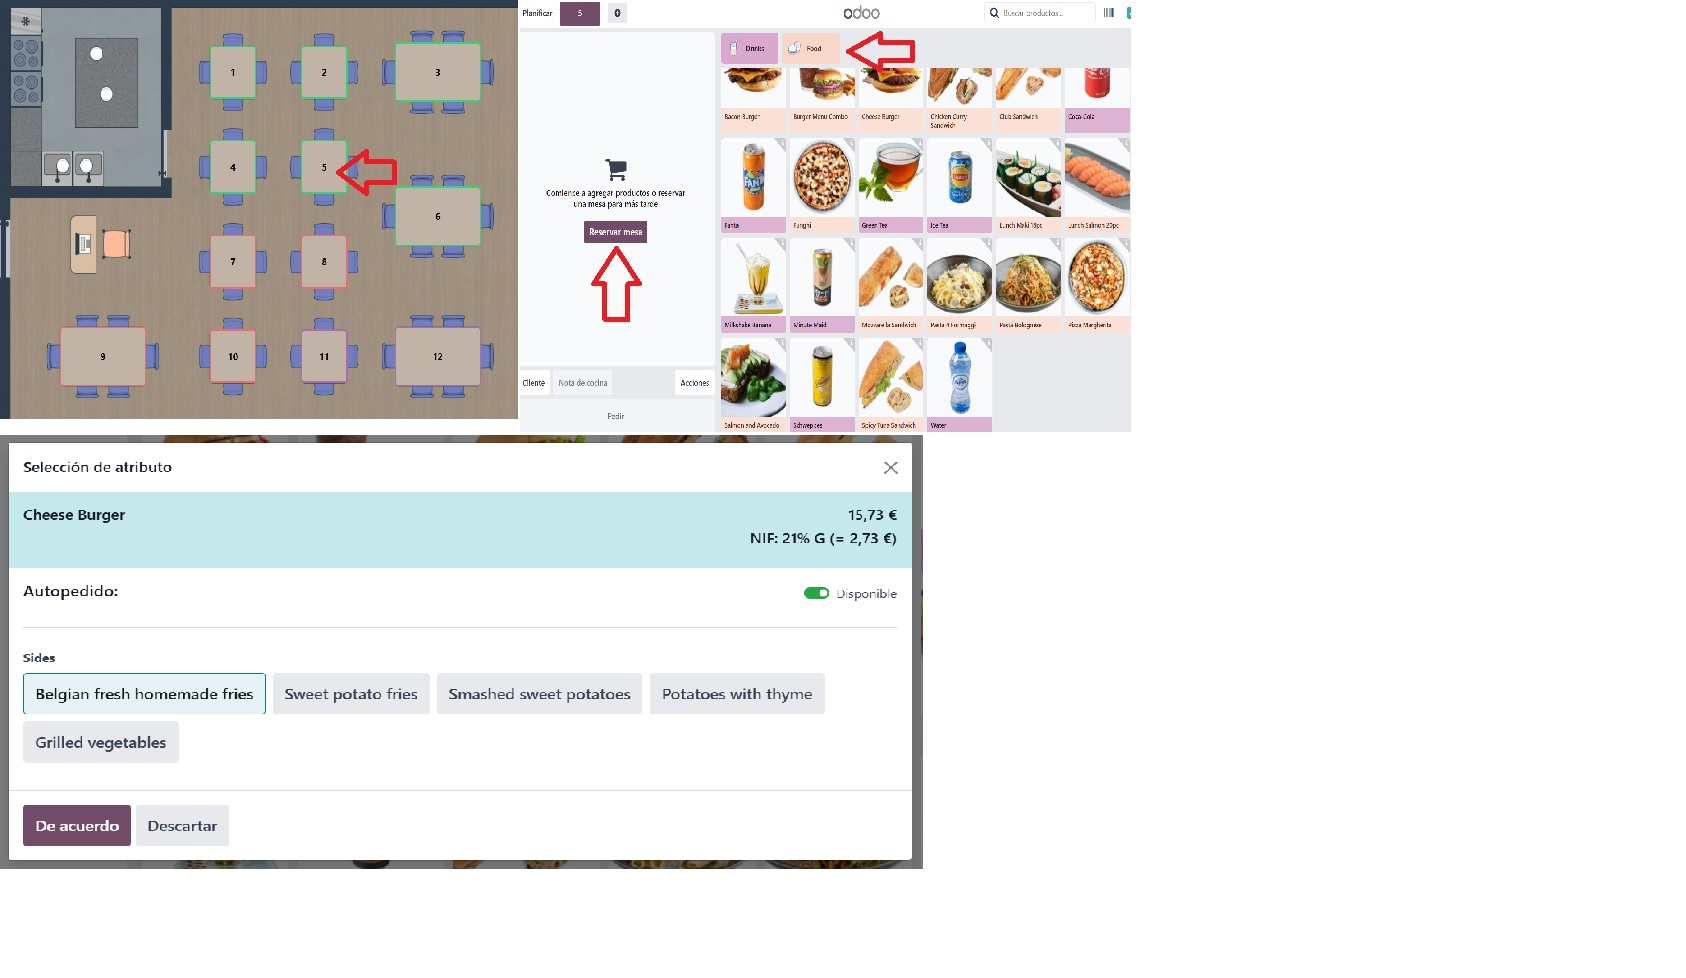 1
2
3
4
5
6
7
8
9
10
11
12
Planificar 5 0
odoo
Buscar productos...
Drinks
Food
Bacon Burger
Burger Menu Combo
Cheese Burger
Chicken Curry
Sandwich
Club Sandwich
Coca-Cola
Comience a agregar productos o reservar
una mesa para más tarde
Reservar mesa
Fanta
Funghi
Green Tea
Ice Tea
Lunch Maki 18pc
Lunch Salmon 20pc
Milkshake Banana
Minute Maid
Mozzarella Sandwich
Pasta 4 Formaggi
Pasta Bolognese
Pizza Margherita
Salmon and Avocado
Schweppes
Spicy Tuna Sandwich
Water
Cliente
Nota de cocina
Acciones
Pedir
Selección de atributo
Cheese Burger
15,73 €
NIF: 21% G (= 2,73 €)
Autopedido:
Disponible
Sides
Belgian fresh homemade fries
Sweet potato fries
Smashed sweet potatoes
Potatoes with thyme
Grilled vegetables
De acuerdo
Descartar